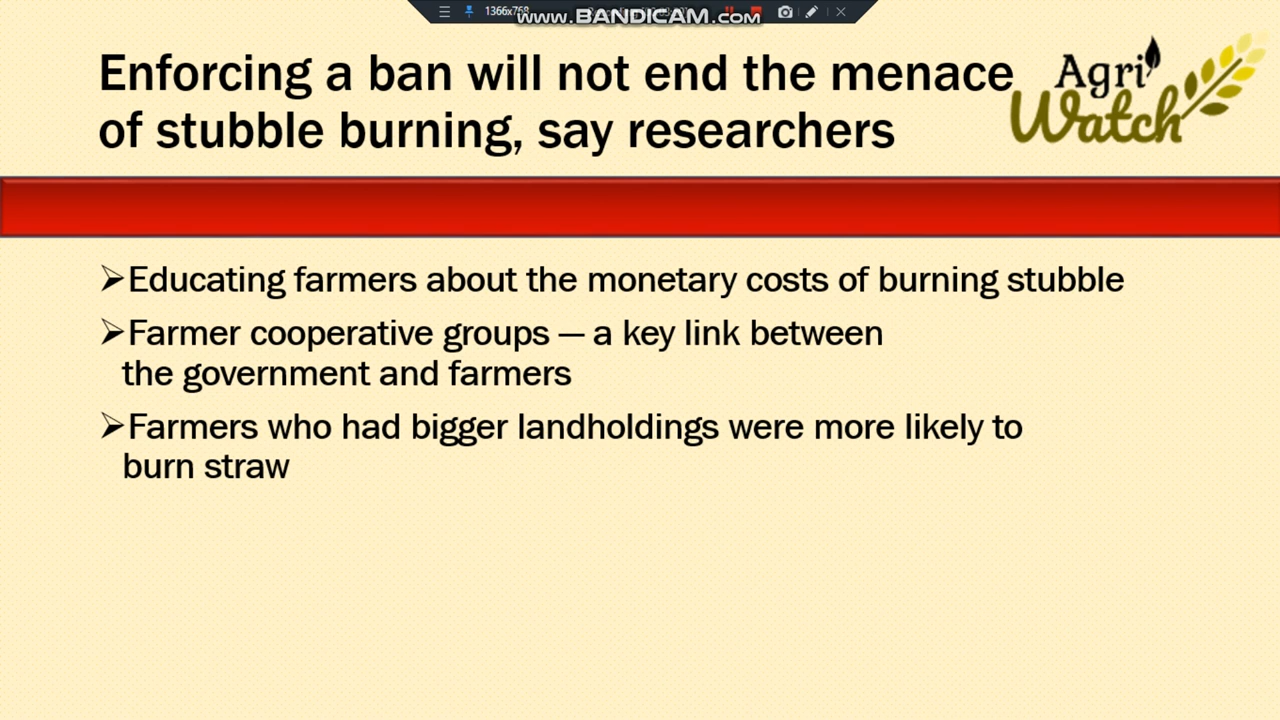 1366x768
www.BANDICAM.com
Enforcing a ban will not end the menace
of stubble burning, say researchers
Agri
Watch
➢Educating farmers about the monetary costs of burning stubble
➢Farmer cooperative groups — a key link between
the government and farmers
➢Farmers who had bigger landholdings were more likely to
burn straw